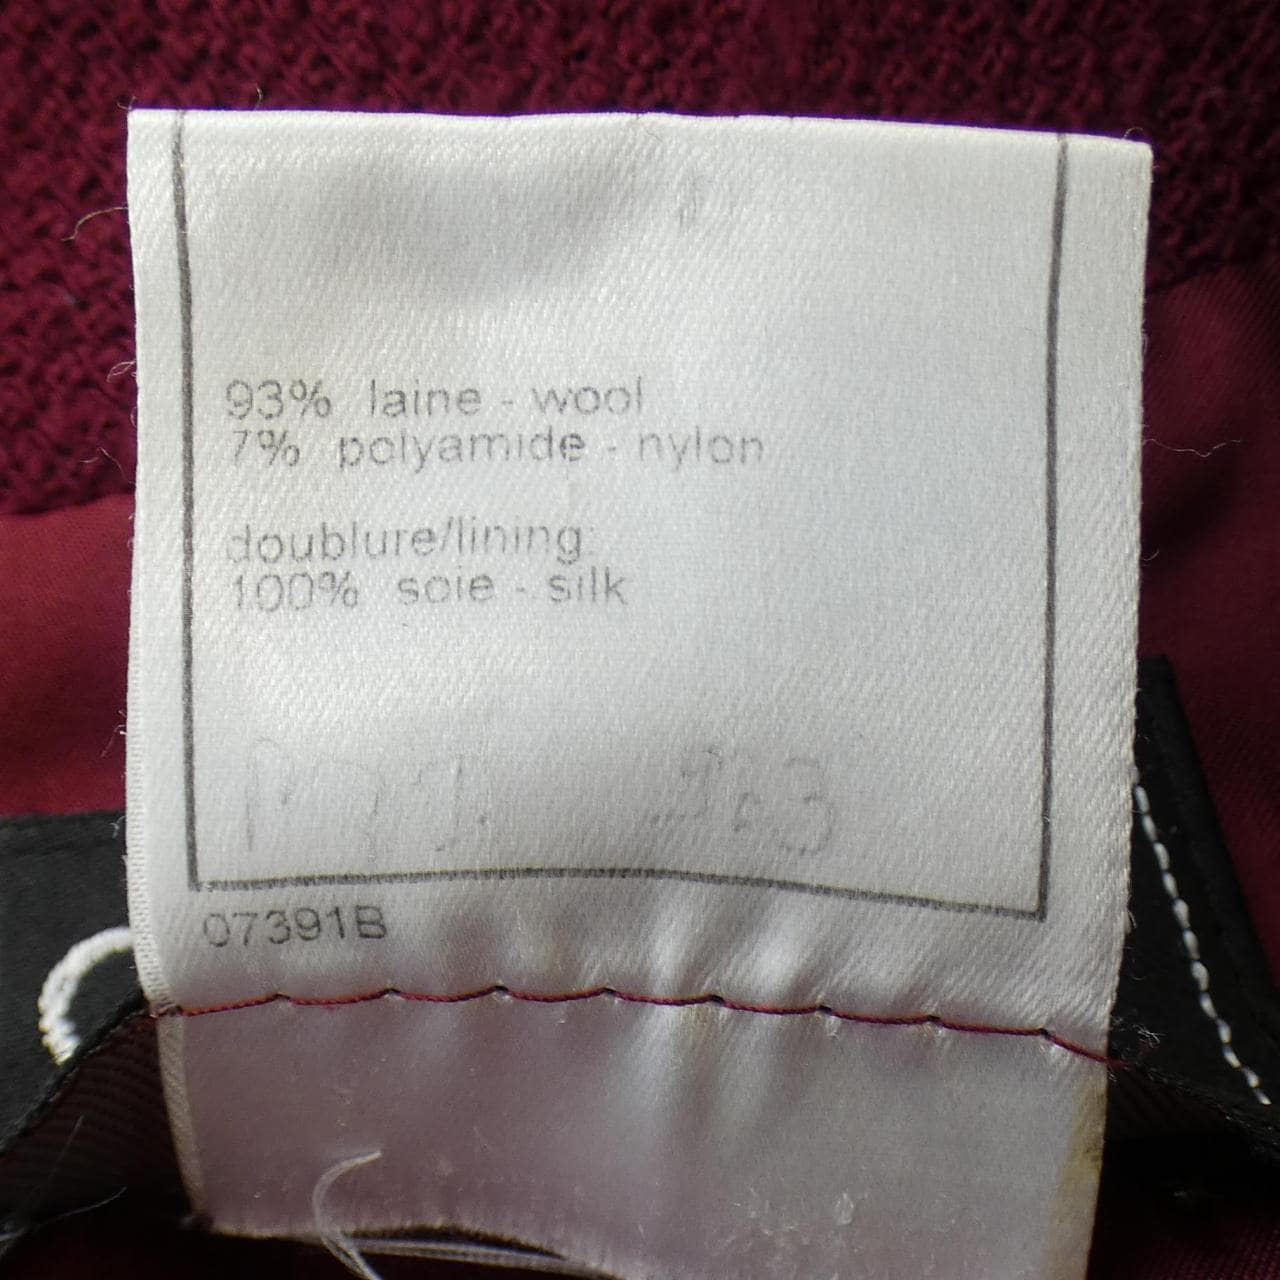 93% laine - wool
7% polyamide - nylon
doublure/lining:
100% soie - silk
07391B